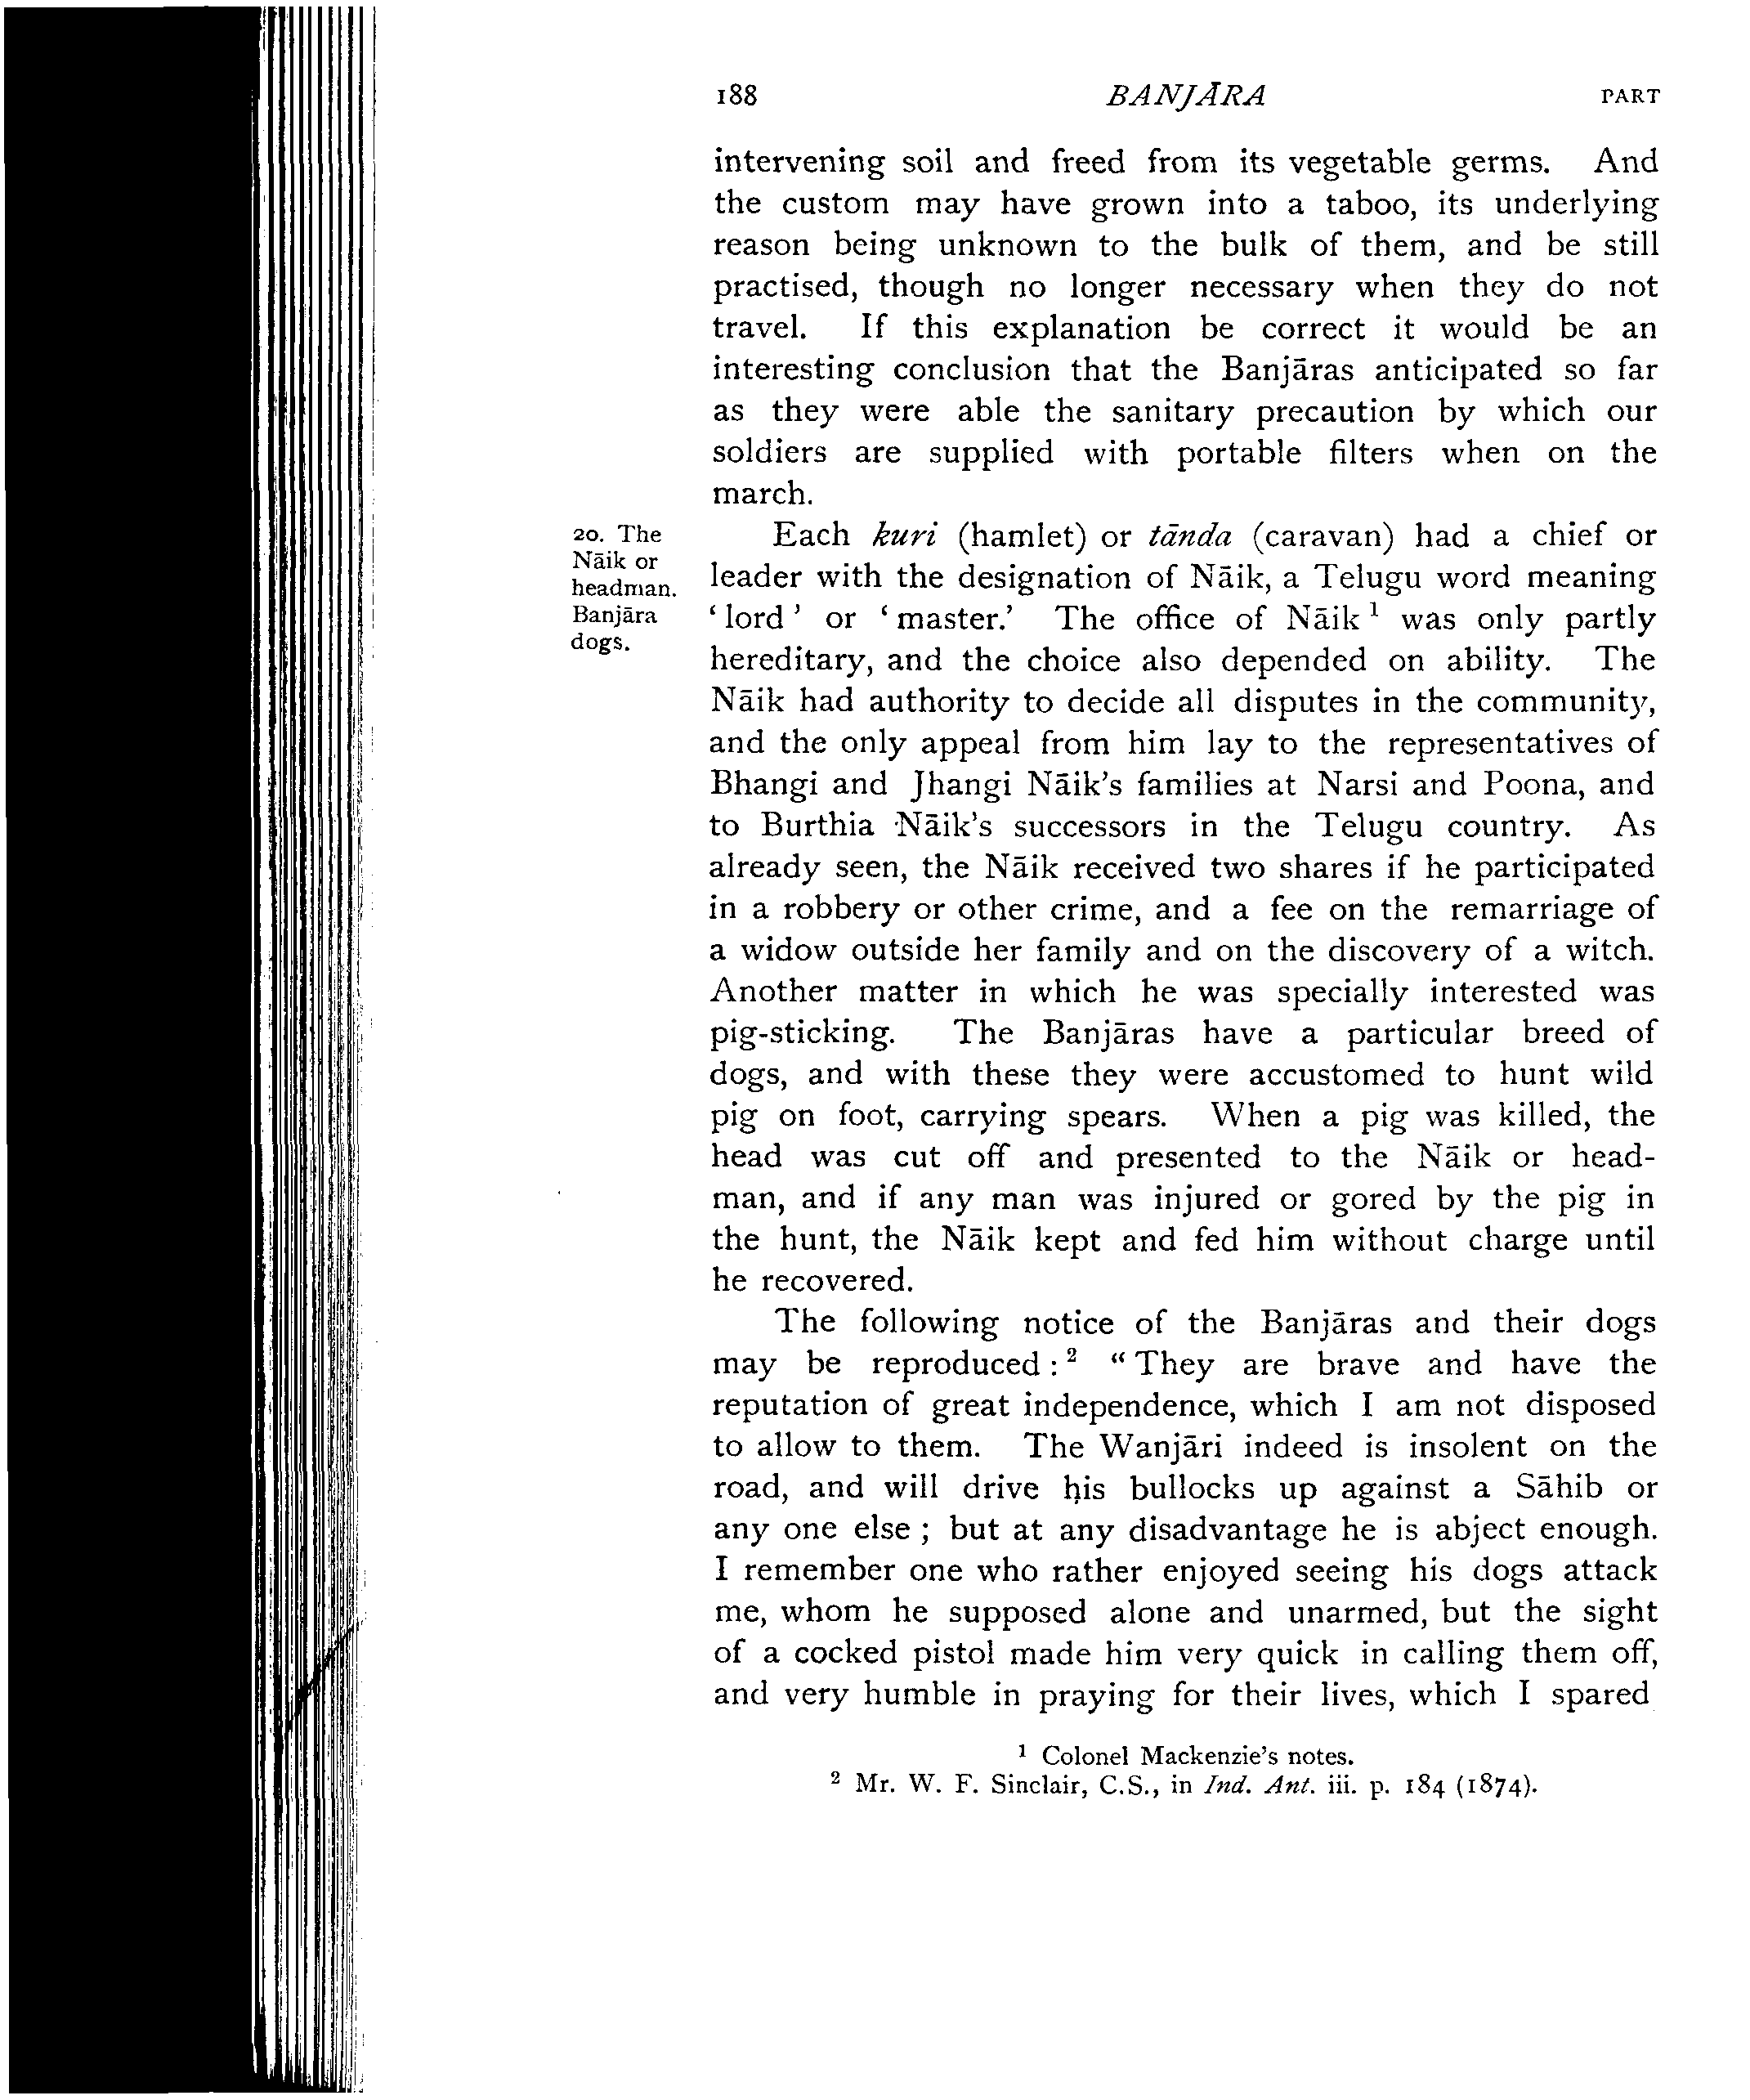 188 BANJĀRA PART
intervening soil and freed from its vegetable germs. And
the custom may have grown into a taboo, its underlying
reason being unknown to the bulk of them, and be still
practised, though no longer necessary when they do not
travel. If this explanation be correct it would be an
interesting conclusion that the Banjāras anticipated so far
as they were able the sanitary precaution by which our
soldiers are supplied with portable filters when on the
march.
20. The
Nāik or
headman.
Banjāra
dogs.
Each kuri (hamlet) or tānda (caravan) had a chief or
leader with the designation of Nāik, a Telugu word meaning
‘lord’ or ‘master.’ The office of Nāik¹ was only partly
hereditary, and the choice also depended on ability. The
Nāik had authority to decide all disputes in the community,
and the only appeal from him lay to the representatives of
Bhangi and Jhangi Nāik’s families at Narsi and Poona, and
to Burthia Nāik’s successors in the Telugu country. As
already seen, the Nāik received two shares if he participated
in a robbery or other crime, and a fee on the remarriage of
a widow outside her family and on the discovery of a witch.
Another matter in which he was specially interested was
pig-sticking. The Banjāras have a particular breed of
dogs, and with these they were accustomed to hunt wild
pig on foot, carrying spears. When a pig was killed, the
head was cut off and presented to the Nāik or head-
man, and if any man was injured or gored by the pig in
the hunt, the Nāik kept and fed him without charge until
he recovered.
The following notice of the Banjāras and their dogs
may be reproduced :² “They are brave and have the
reputation of great independence, which I am not disposed
to allow to them. The Wanjāri indeed is insolent on the
road, and will drive his bullocks up against a Sāhib or
any one else ; but at any disadvantage he is abject enough.
I remember one who rather enjoyed seeing his dogs attack
me, whom he supposed alone and unarmed, but the sight
of a cocked pistol made him very quick in calling them off,
and very humble in praying for their lives, which I spared
¹ Colonel Mackenzie’s notes.
² Mr. W. F. Sinclair, C.S., in Ind. Ant. iii. p. 184 (1874).